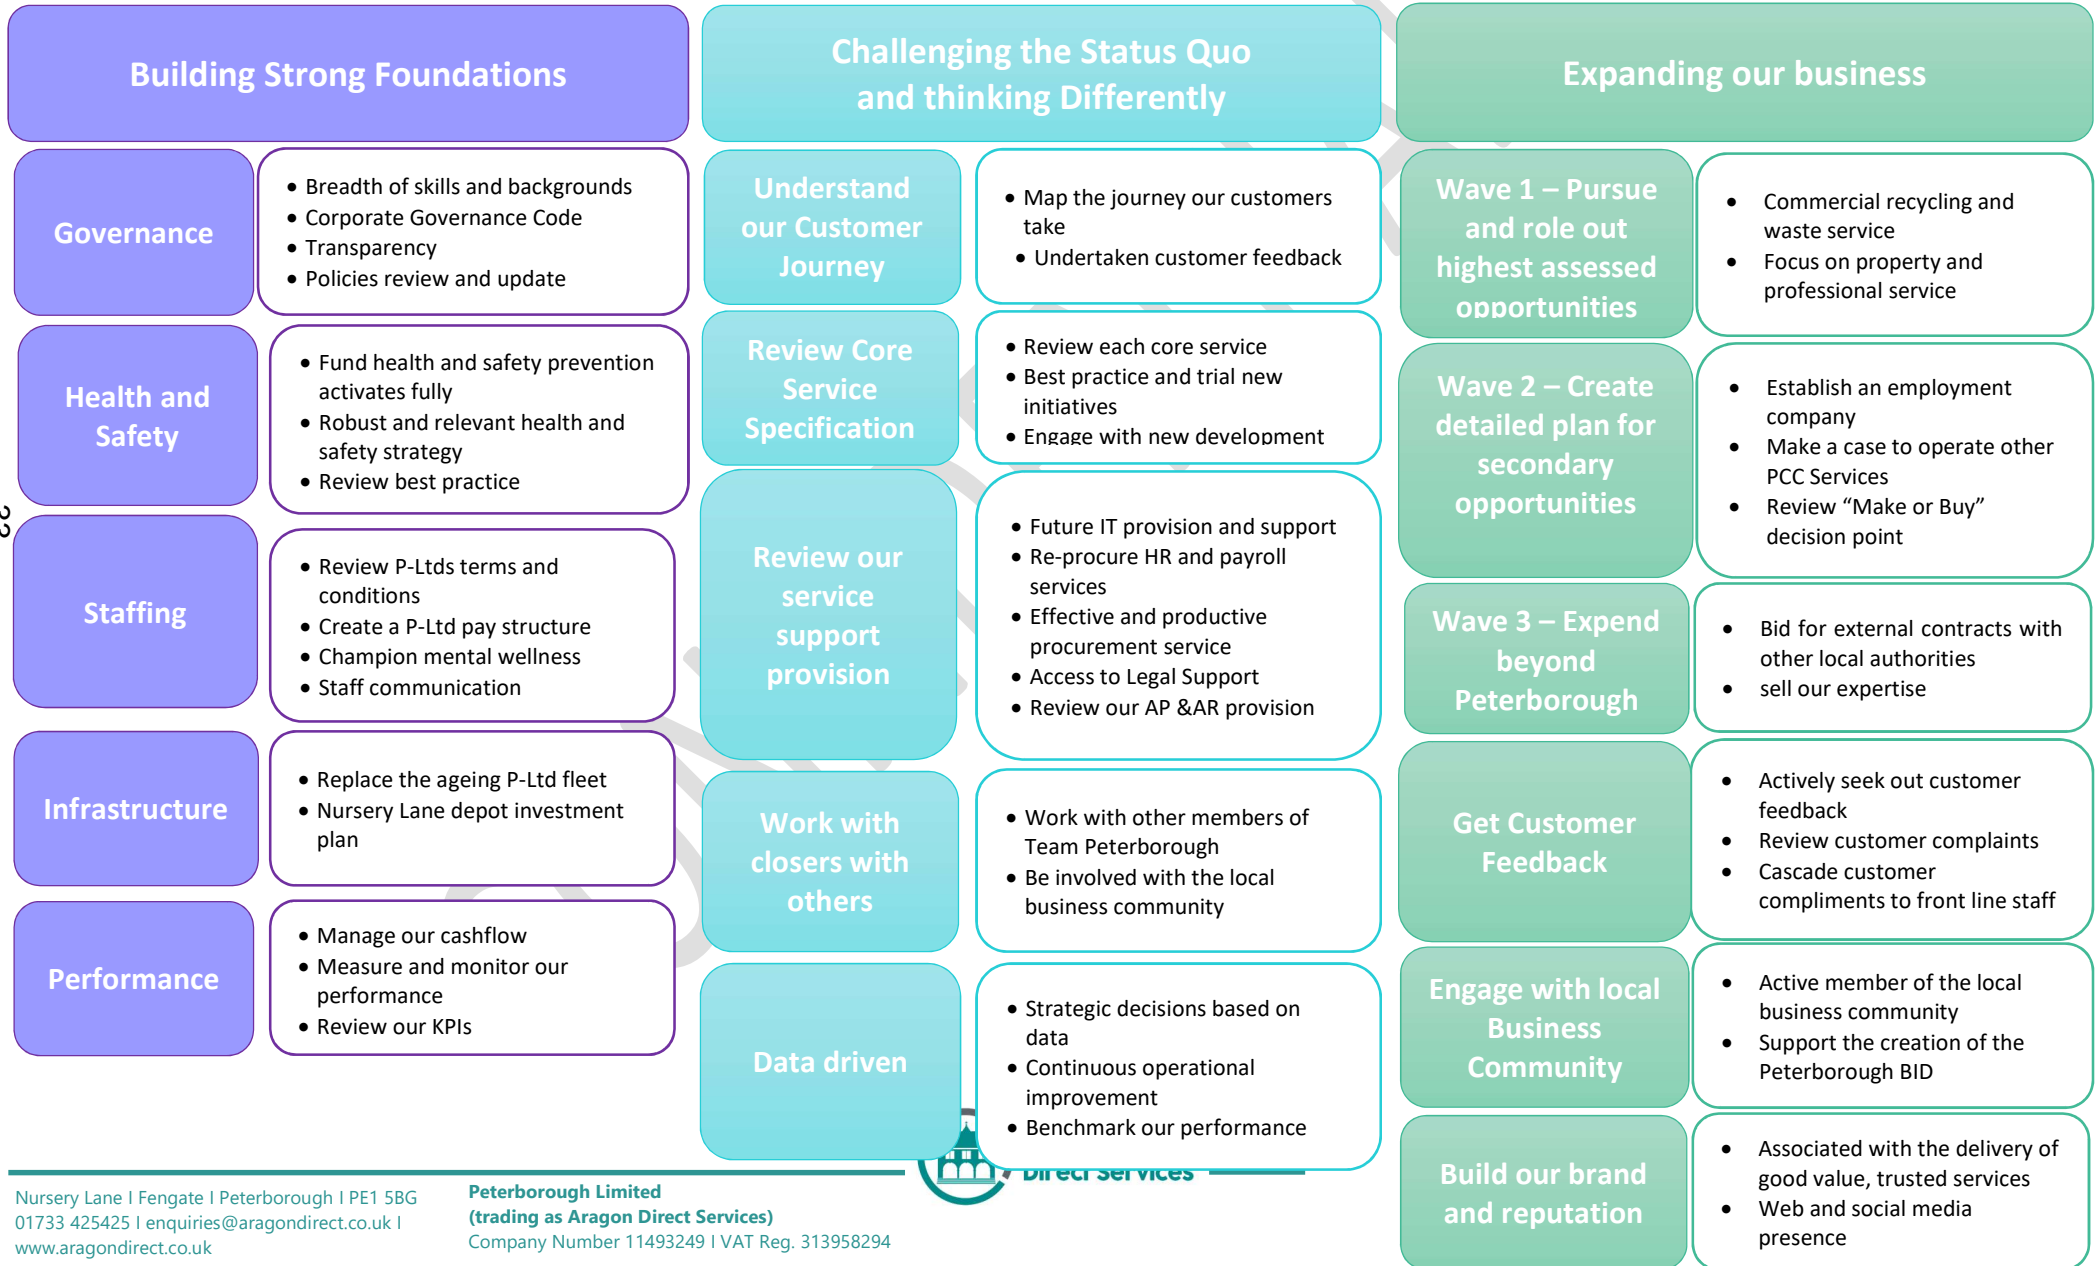 Building Strong Foundations
Governance
• Breadth of skills and backgrounds
• Corporate Governance Code
• Transparency
• Policies review and update
Health and
Safety
• Fund health and safety prevention
activates fully
• Robust and relevant health and
safety strategy
• Review best practice
Staffing
• Review P-Ltds terms and
conditions
• Create a P-Ltd pay structure
• Champion mental wellness
• Staff communication
Infrastructure
• Replace the ageing P-Ltd fleet
• Nursery Lane depot investment
plan
Performance
• Manage our cashflow
• Measure and monitor our
performance
• Review our KPIs
Challenging the Status Quo
and thinking Differently
Understand
our Customer
Journey
• Map the journey our customers
take
• Undertaken customer feedback
Review Core
Service
Specification
• Review each core service
• Best practice and trial new
initiatives
• Engage with new development
Review our
service
support
provision
• Future IT provision and support
• Re-procure HR and payroll
services
• Effective and productive
procurement service
• Access to Legal Support
• Review our AP &AR provision
Work with
closers with
others
• Work with other members of
Team Peterborough
• Be involved with the local
business community
Data driven
• Strategic decisions based on
data
• Continuous operational
improvement
• Benchmark our performance
Expanding our business
Wave 1 – Pursue
and role out
highest assessed
opportunities
• Commercial recycling and
waste service
• Focus on property and
professional service
Wave 2 – Create
detailed plan for
secondary
opportunities
• Establish an employment
company
• Make a case to operate other
PCC Services
• Review “Make or Buy”
decision point
Wave 3 – Expend
beyond
Peterborough
• Bid for external contracts with
other local authorities
• sell our expertise
Get Customer
Feedback
• Actively seek out customer
feedback
• Review customer complaints
• Cascade customer
compliments to front line staff
Engage with local
Business
Community
• Active member of the local
business community
• Support the creation of the
Peterborough BID
Build our brand
and reputation
• Associated with the delivery of
good value, trusted services
• Web and social media
presence
Direct Services
Nursery Lane I Fengate I Peterborough I PE1 5BG
01733 425425 I enquiries@aragondirect.co.uk I
www.aragondirect.co.uk
Peterborough Limited
(trading as Aragon Direct Services)
Company Number 11493249 I VAT Reg. 313958294